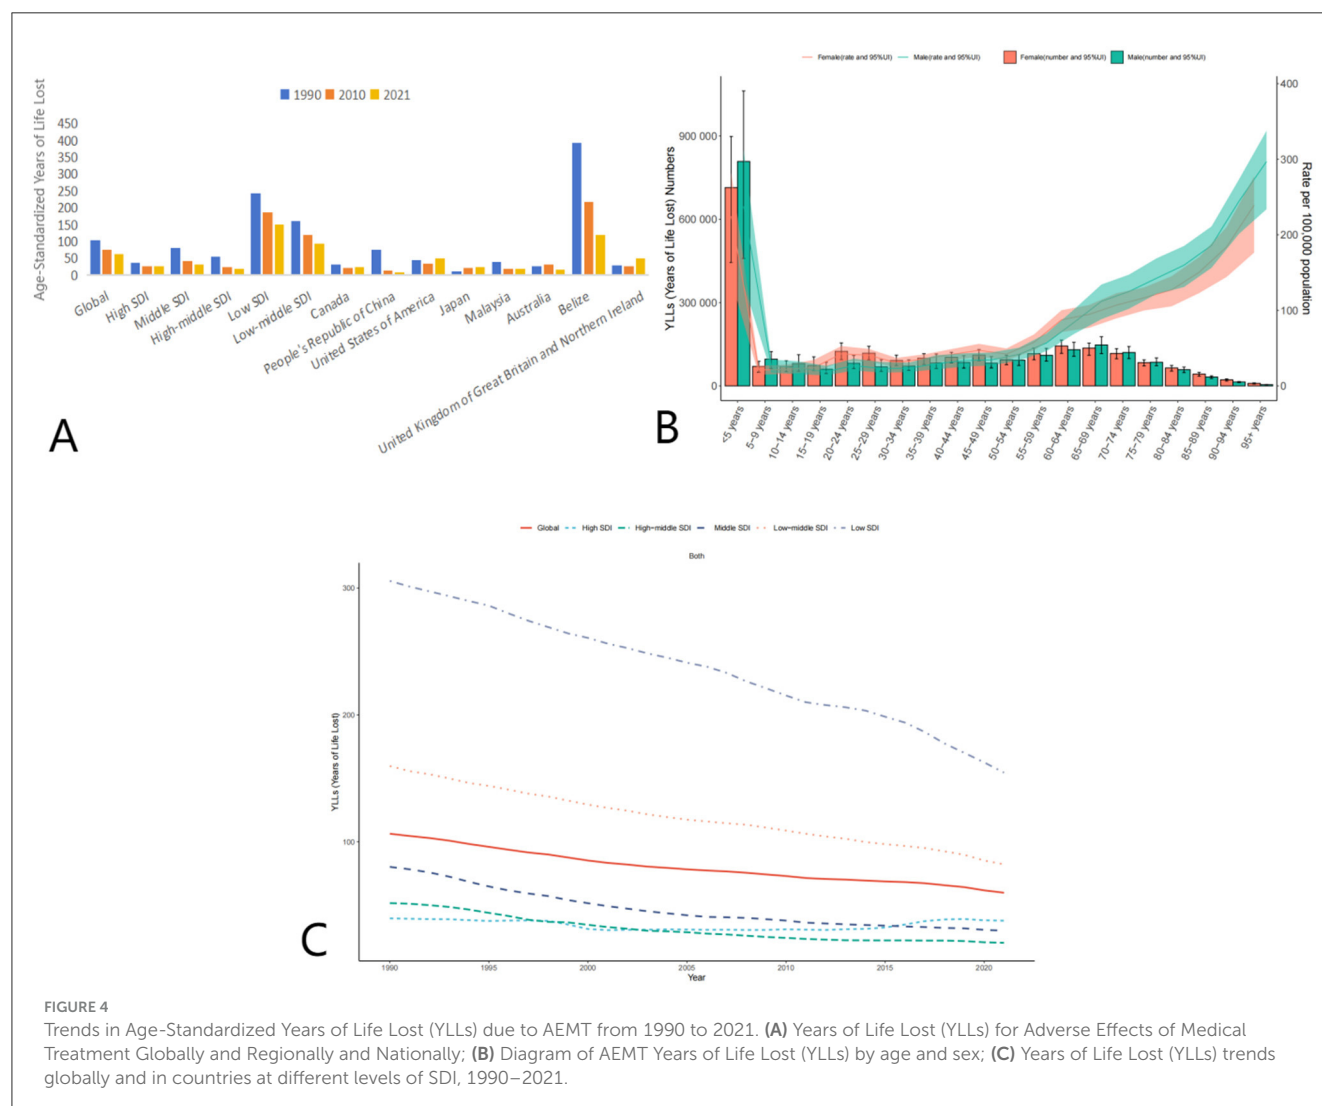 1990 2010 2021
Age-Standardized Years of Life Lost
450
400
350
300
250
200
150
100
50
0
Global
High SDI
Middle SDI
High-middle SDI
Low SDI
Low-middle SDI
Canada
People's Republic of China
United States of America
Japan
Malaysia
Australia
Belize
United Kingdom of Great Britain and Northern Ireland
A
Female(rate and 95%UI) Male(rate and 95%UI) Female(number and 95%UI) Male(number and 95%UI)
YLLs (Years of Life Lost) Numbers
900 000
600 000
300 000
0
400
300
200
100
0
Rate per 100,000 population
<5 years
5-9 years
10-14 years
15-19 years
20-24 years
25-29 years
30-34 years
35-39 years
40-44 years
45-49 years
50-54 years
55-59 years
60-64 years
65-69 years
70-74 years
75-79 years
80-84 years
85-89 years
90-94 years
95+ years
B
Global High SDI High-middle SDI Middle SDI Low-middle SDI Low SDI
Both
YLLs (Years of Life Lost)
300
200
100
1990 1995 2000 2005 2010 2015 2020
Year
C
FIGURE 4
Trends in Age-Standardized Years of Life Lost (YLLs) due to AEMT from 1990 to 2021. (A) Years of Life Lost (YLLs) for Adverse Effects of Medical
Treatment Globally and Regionally and Nationally; (B) Diagram of AEMT Years of Life Lost (YLLs) by age and sex; (C) Years of Life Lost (YLLs) trends
globally and in countries at different levels of SDI, 1990–2021.